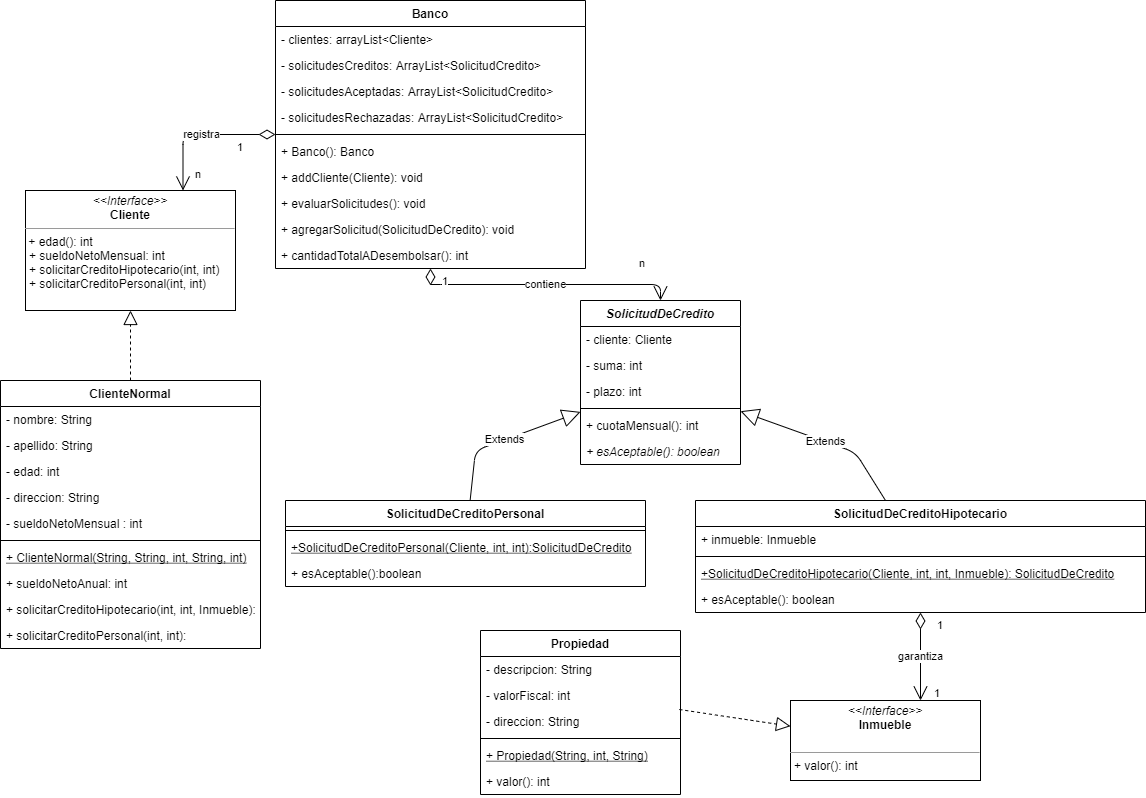 Banco
- clientes: arrayList<Cliente>
- solicitudesCreditos: ArrayList<SolicitudCredito>
- solicitudesAceptadas: ArrayList<SolicitudCredito>
- solicitudesRechazadas: ArrayList<SolicitudCredito>
+ Banco(): Banco
+ addCliente(Cliente): void
+ evaluarSolicitudes(): void
+ agregarSolicitud(SolicitudDeCredito): void
+ cantidadTotalADesembolsar(): int
registra
1
n
<<Interface>>
Cliente
+ edad(): int
+ sueldoNetoMensual: int
+ solicitarCreditoHipotecario(int, int)
+ solicitarCreditoPersonal(int, int)
1
contiene
n
SolicitudDeCredito
- cliente: Cliente
- suma: int
- plazo: int
+ cuotaMensual(): int
+ esAceptable(): boolean
ClienteNormal
- nombre: String
- apellido: String
- edad: int
- direccion: String
- sueldoNetoMensual : int
+ ClienteNormal(String, String, int, String, int)
+ sueldoNetoAnual: int
+ solicitarCreditoHipotecario(int, int, Inmueble):
+ solicitarCreditoPersonal(int, int):
Extends
Extends
SolicitudDeCreditoPersonal
+SolicitudDeCreditoPersonal(Cliente, int, int):SolicitudDeCredito
+ esAceptable():boolean
SolicitudDeCreditoHipotecario
+ inmueble: Inmueble
+SolicitudDeCreditoHipotecario(Cliente, int, int, Inmueble): SolicitudDeCredito
+ esAceptable(): boolean
1
garantiza
1
Propiedad
- descripcion: String
- valorFiscal: int
- direccion: String
+ Propiedad(String, int, String)
+ valor(): int
<<Interface>>
Inmueble
+ valor(): int